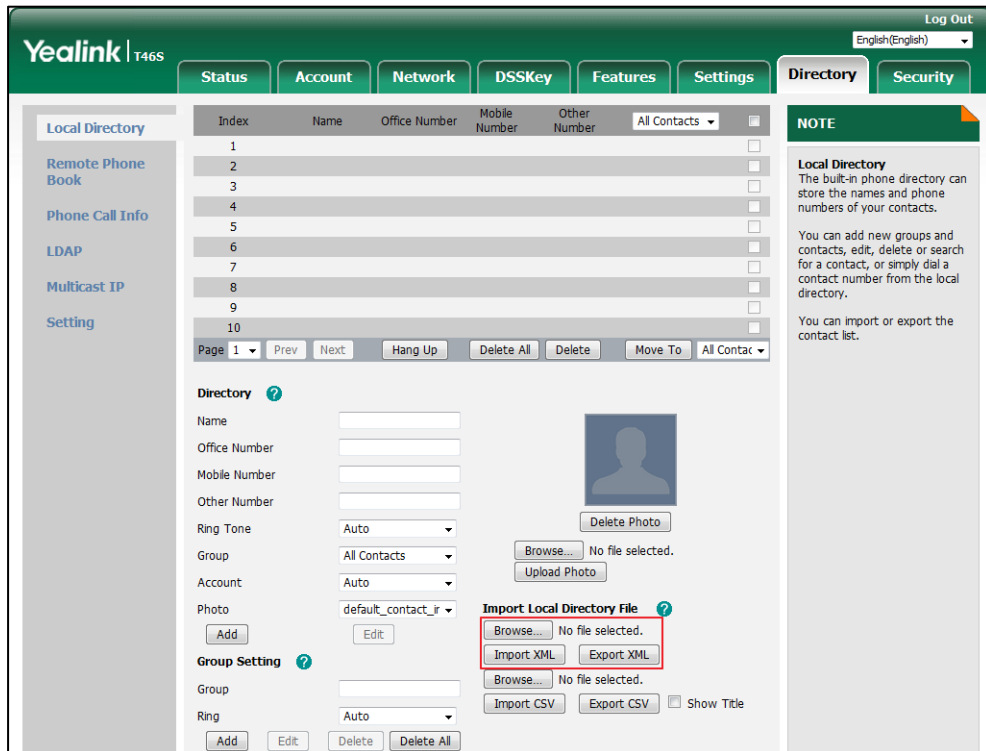 Log Out
Yealink | T46S
English(English)
Status Account Network DSSKey Features Settings Directory Security
Local Directory
Remote Phone
Book
Phone Call Info
LDAP
Multicast IP
Setting
Index Name Office Number Mobile Number Other Number All Contacts
1
2
3
4
5
6
7
8
9
10
Page 1 Prev Next Hang Up Delete All Delete Move To All Contac
Directory ?
Name
Office Number
Mobile Number
Other Number
Ring Tone Auto
Group All Contacts
Account Auto
Photo default_contact_ir
Add Edit
Delete Photo
Browse... No file selected.
Upload Photo
Import Local Directory File ?
Browse... No file selected.
Import XML Export XML
Browse... No file selected.
Import CSV Export CSV Show Title
Group Setting ?
Group
Ring Auto
Add Edit Delete Delete All
NOTE
Local Directory
The built-in phone directory can
store the names and phone
numbers of your contacts.
You can add new groups and
contacts, edit, delete or search
for a contact, or simply dial a
contact number from the local
directory.
You can import or export the
contact list.